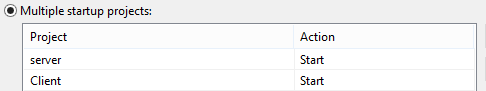 Multiple startup projects:
Project Action
server Start
Client Start